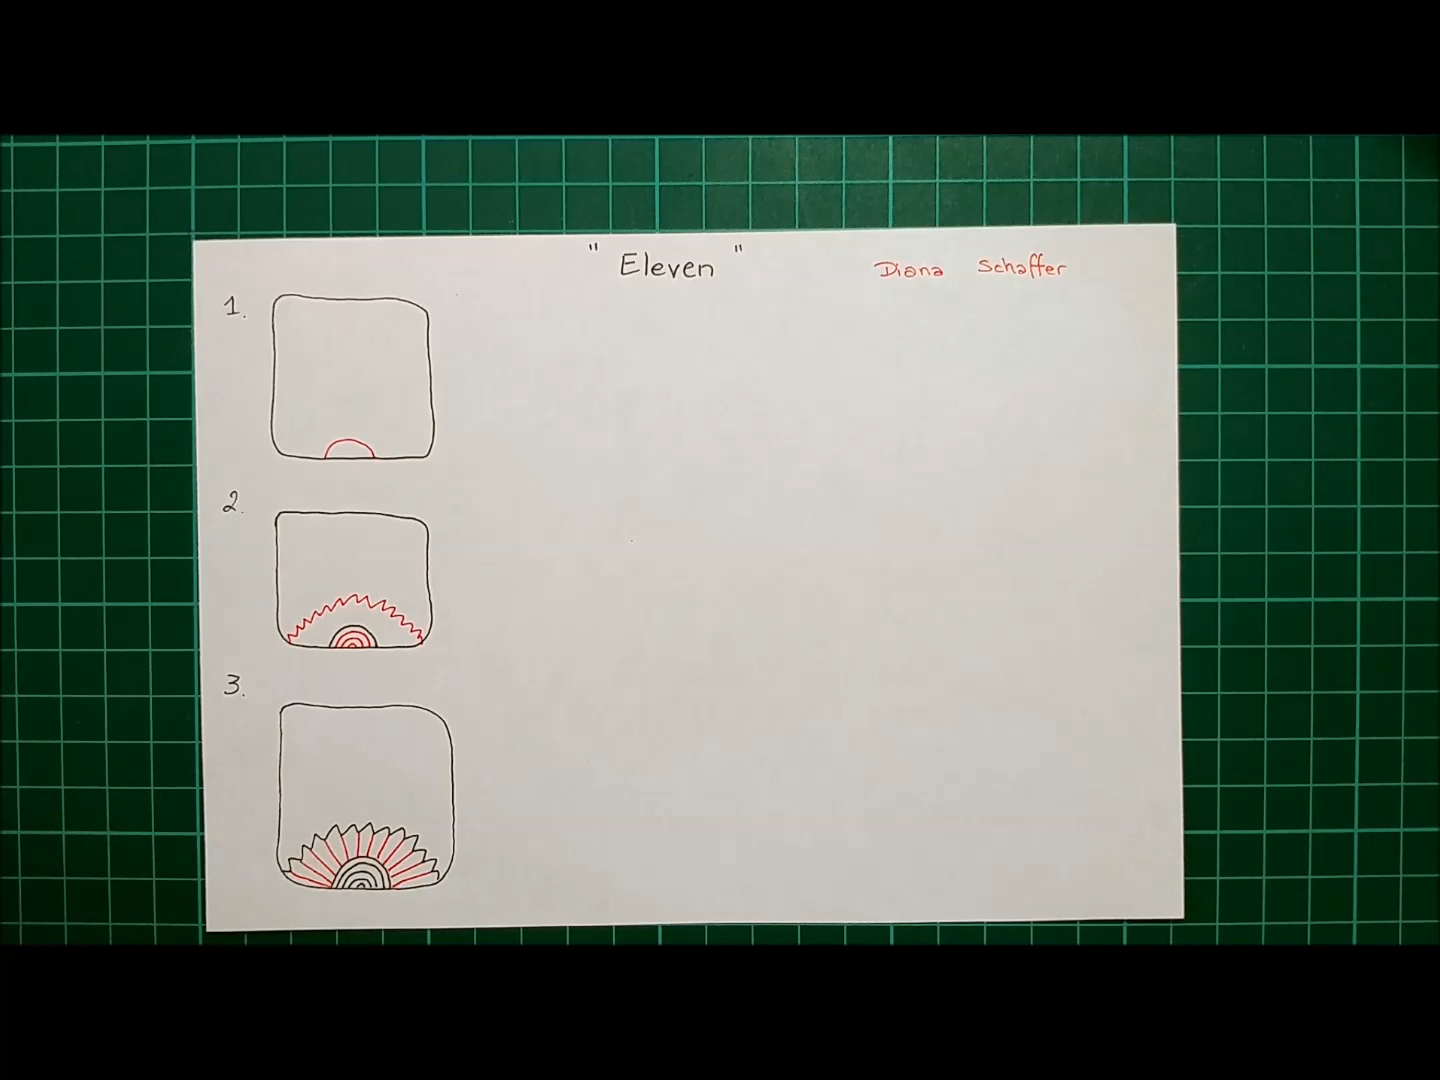 " Eleven "
Diana Schaffer
1.
2.
3.